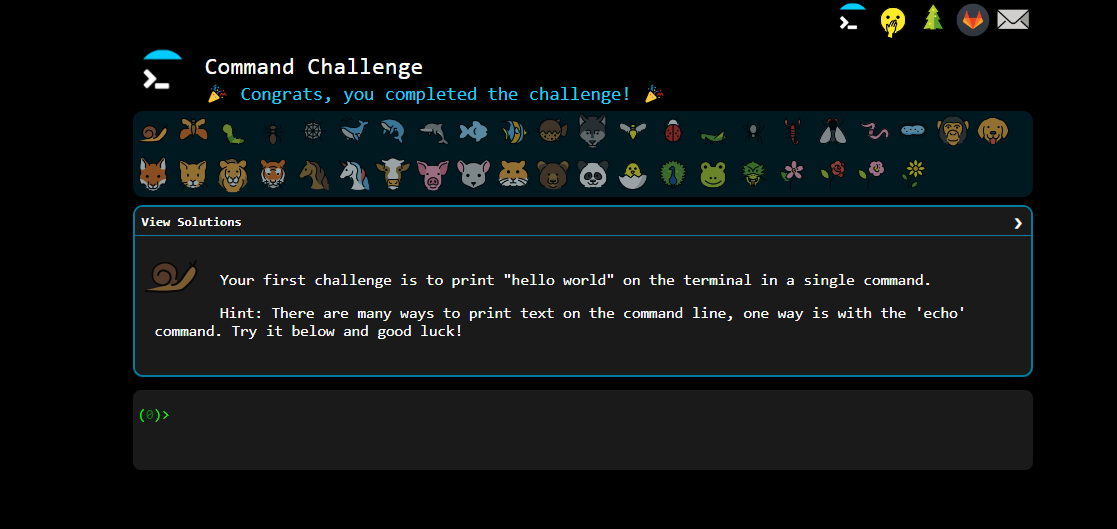 Command Challenge
🎉 Congrats, you completed the challenge! 🎉
View Solutions
Your first challenge is to print "hello world" on the terminal in a single command.
Hint: There are many ways to print text on the command line, one way is with the 'echo'
command. Try it below and good luck!
(0)>